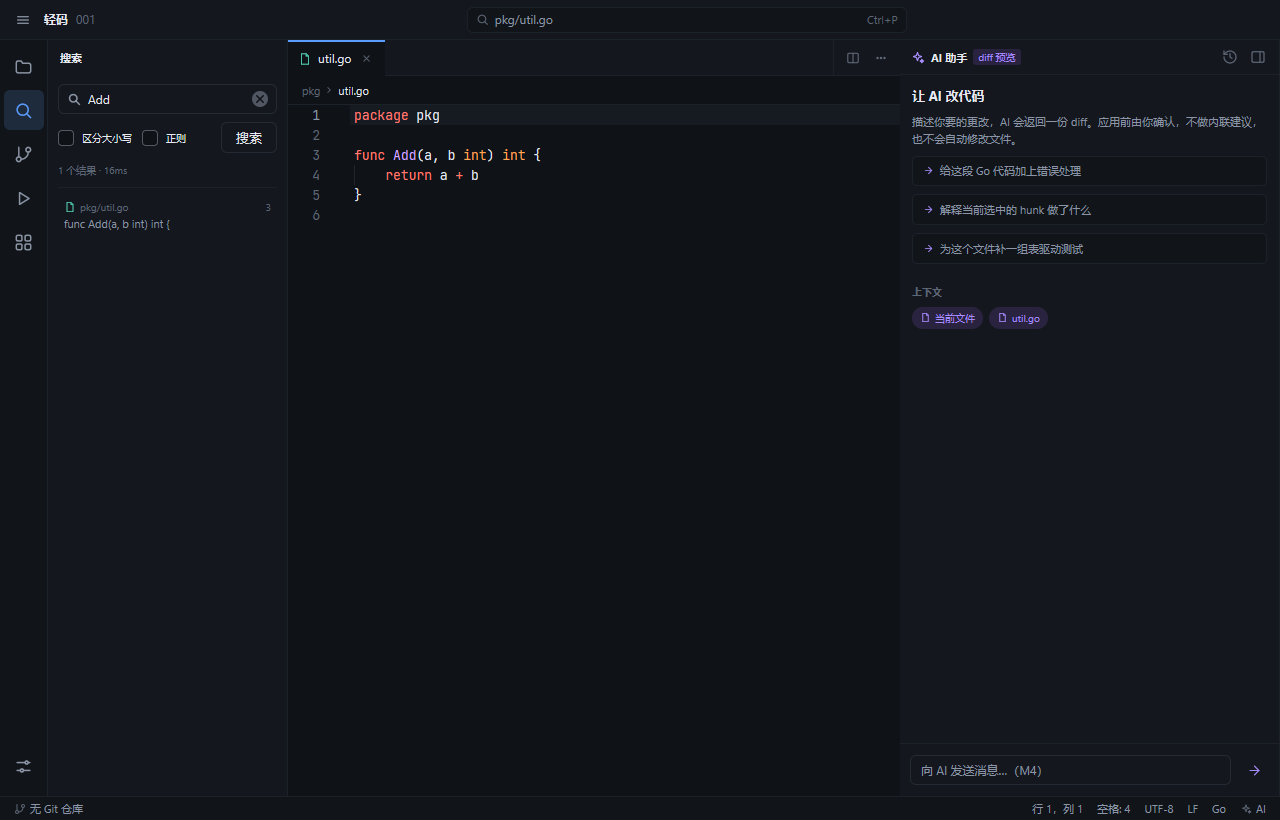 轻码 001
pkg/util.go Ctrl+P
搜索
Add
区分大小写 正则 搜索
1 个结果 · 16ms
pkg/util.go 3
func Add(a, b int) int {
util.go
pkg › util.go
1 package pkg
2
3 func Add(a, b int) int {
4     return a + b
5 }
6
AI 助手 diff 预览
让 AI 改代码
描述你要的更改，AI 会返回一份 diff。应用前由你确认，不做内联建议，
也不会自动修改文件。
给这段 Go 代码加上错误处理
解释当前选中的 hunk 做了什么
为这个文件补一组表驱动测试
上下文
当前文件 util.go
向 AI 发送消息… (M4)
无 Git 仓库 行 1，列 1 空格: 4 UTF-8 LF Go AI